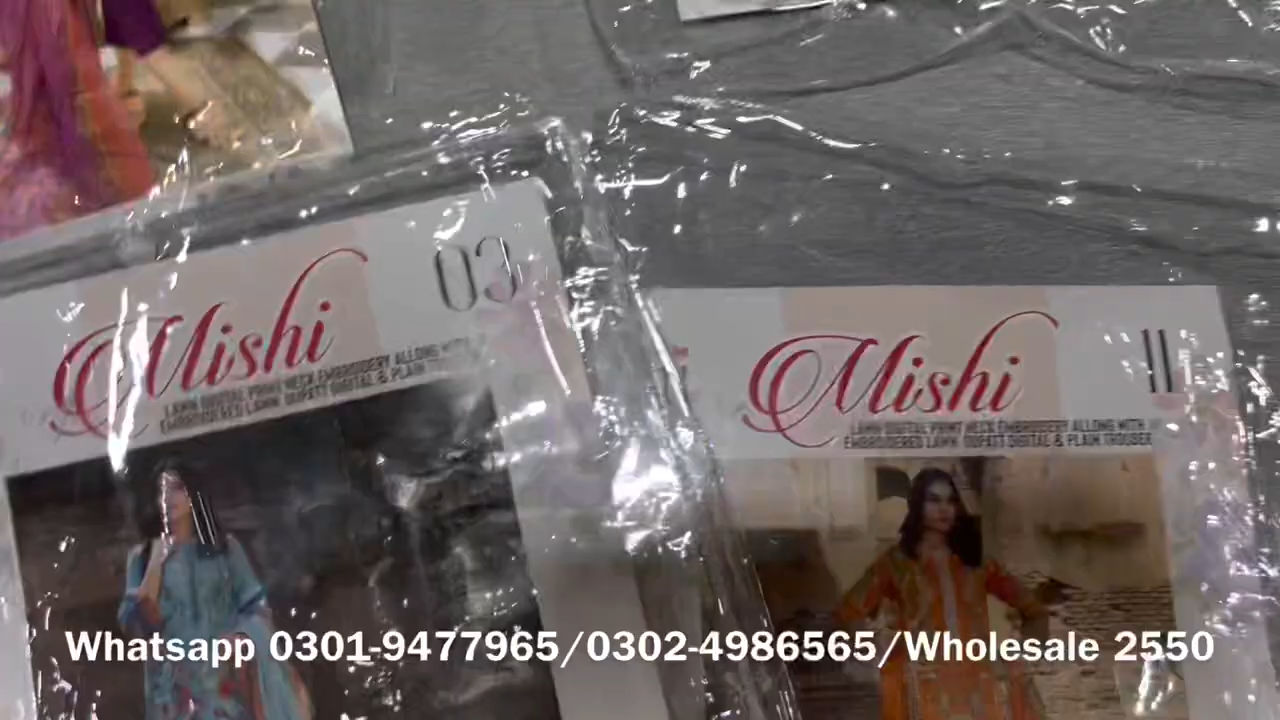 Mishi
03
LAWN DIGITAL PRINT NECK EMBROIDERY ALLONG WITH
EMBROIDERED LAWN DUPATT DIGITAL & PLAIN
Mishi
11
LAWN DIGITAL PRINT NECK EMBROIDERY ALLONG WITH
EMBROIDERED LAWN DUPATT DIGITAL & PLAIN TROUSER
Whatsapp 0301-9477965/0302-4986565/Wholesale 2550